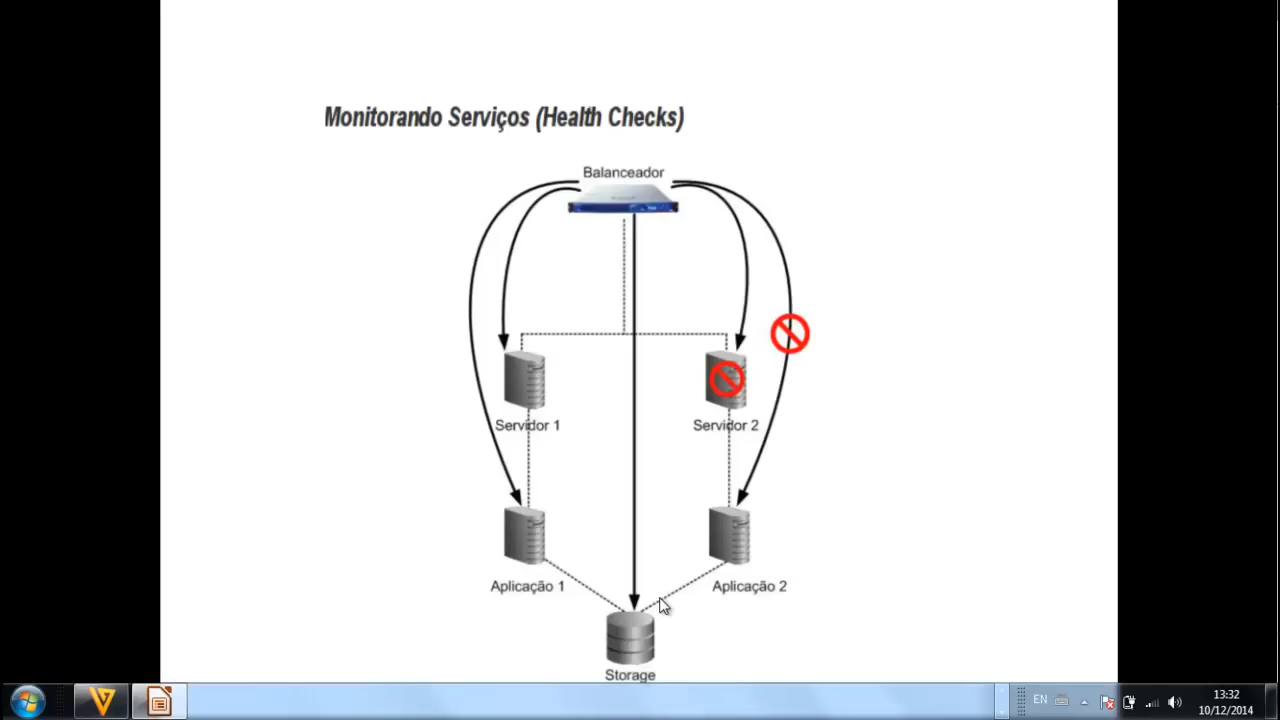 Monitorando Serviços (Health Checks)
Balanceador
Servidor 1
Servidor 2
Aplicação 1
Aplicação 2
Storage
EN
13:32
10/12/2014